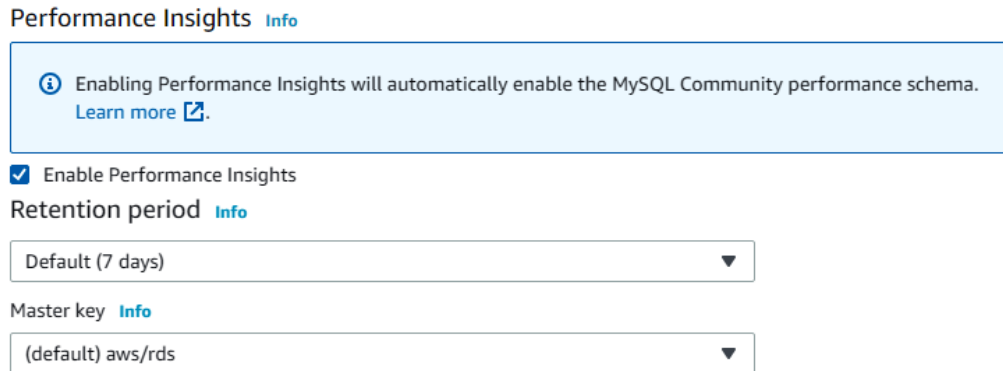 Performance Insights Info
Enabling Performance Insights will automatically enable the MySQL Community performance schema.
Learn more.
Enable Performance Insights
Retention period Info
Default (7 days)
Master key Info
(default) aws/rds